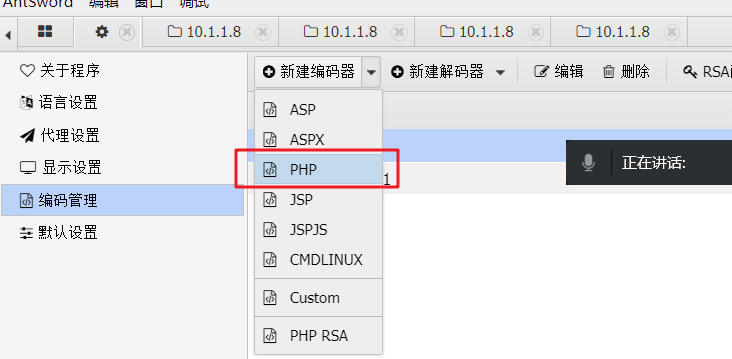 AntSword 编辑 窗口 调试
10.1.1.8 10.1.1.8 10.1.1.8 10.1.1.8
关于程序
语言设置
代理设置
显示设置
编码管理
默认设置
新建编码器 新建解码器 编辑 删除 RSA
ASP
ASPX
PHP
1
JSP
JSPJS
CMDLINUX
Custom
PHP RSA
正在讲话: